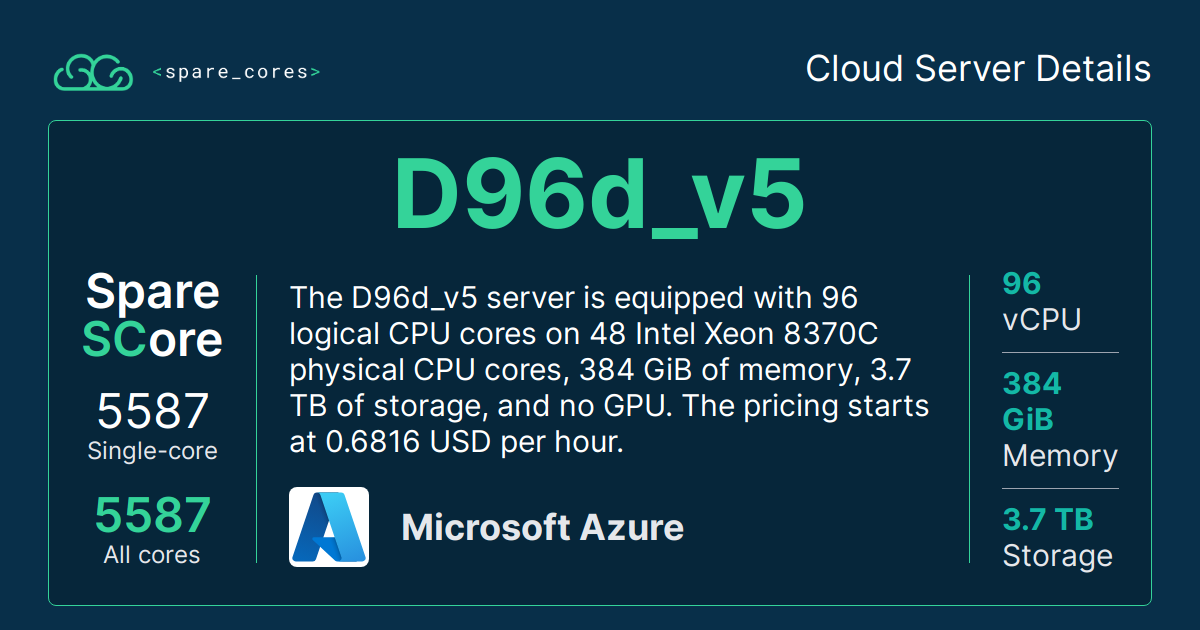 <spare_cores>
Cloud Server Details
D96d_v5
Spare
SCore
5587
Single-core
5587
All cores
The D96d_v5 server is equipped with 96
logical CPU cores on 48 Intel Xeon 8370C
physical CPU cores, 384 GiB of memory, 3.7
TB of storage, and no GPU. The pricing starts
at 0.6816 USD per hour.
Microsoft Azure
96
vCPU
384
GiB
Memory
3.7 TB
Storage